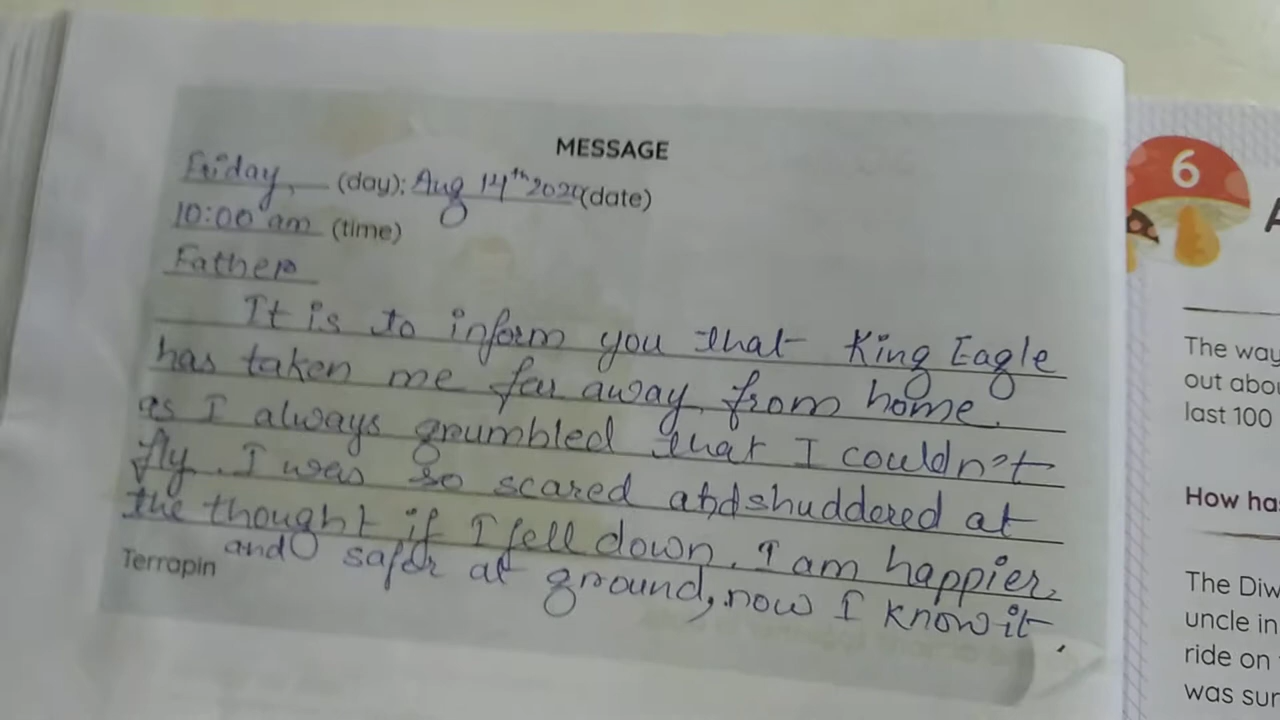 MESSAGE
Friday, (day): Aug 14th (date)
10:00 am (time)
Father
It is to inform you that King Eagle
has taken me far away from home.
as I always grumbled that I couldn't
fly. I was so scared and shuddered at
the thought if I fell down. I am happier
and safer at ground, now I know it.
Terrapin
6
A
The way
out abou
last 100
How ha
The Diw
uncle in
ride on
was sur